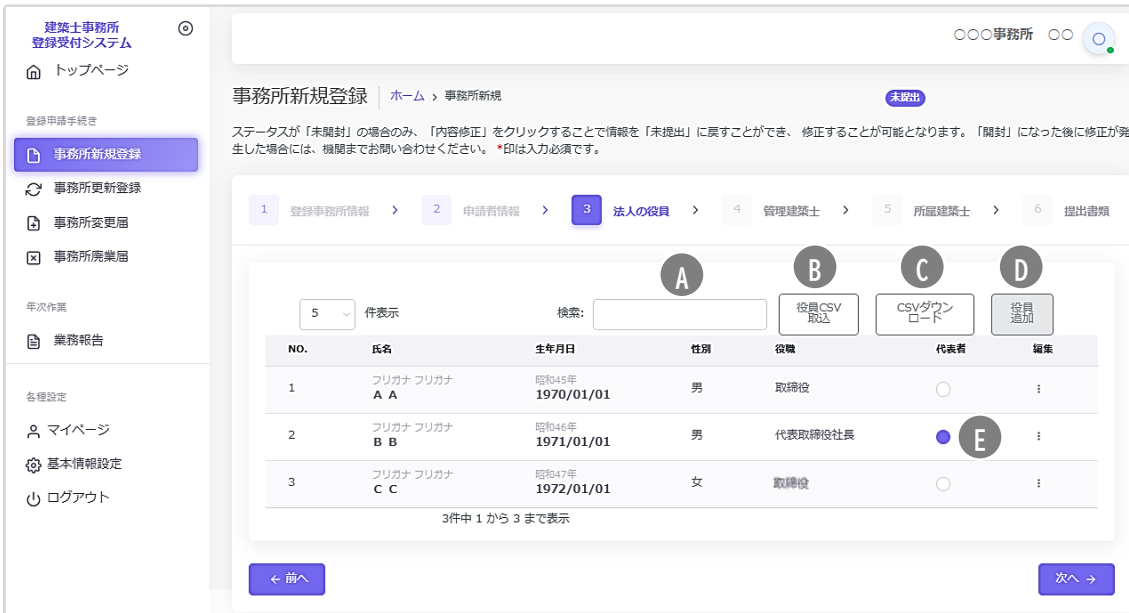 建築士事務所
登録受付システム
○○○事務所 ○○
○
トップページ
登録申請手続き
事務所新規登録
事務所更新登録
事務所変更届
事務所廃業届
年次作業
業務報告
各種設定
マイページ
基本情報設定
ログアウト
事務所新規登録 ホーム › 事務所新規 未提出
ステータスが「未開封」の場合のみ、「内容修正」をクリックすることで情報を「未提出」に戻すことができ、 修正することが可能となります。「開封」になった後に修正が発
生した場合には、機関までお問い合わせください。 *印は入力必須です。
1 登録事務所情報 › 2 申請者情報 › 3 法人の役員 › 4 管理建築士 › 5 所属建築士 › 6 提出書類
A B C D
5 件表示 検索: 役員CSV
取込 CSVダウン
ロード 役員
追加
NO. 氏名 生年月日 性別 役職 代表者 編集
フリガナ フリガナ 昭和45年
1 A A 1970/01/01 男 取締役
フリガナ フリガナ 昭和46年
2 B B 1971/01/01 男 代表取締役社長 E
フリガナ フリガナ 昭和47年
3 C C 1972/01/01 女 取締役
3件中 1 から 3 まで表示
← 前へ 次へ →